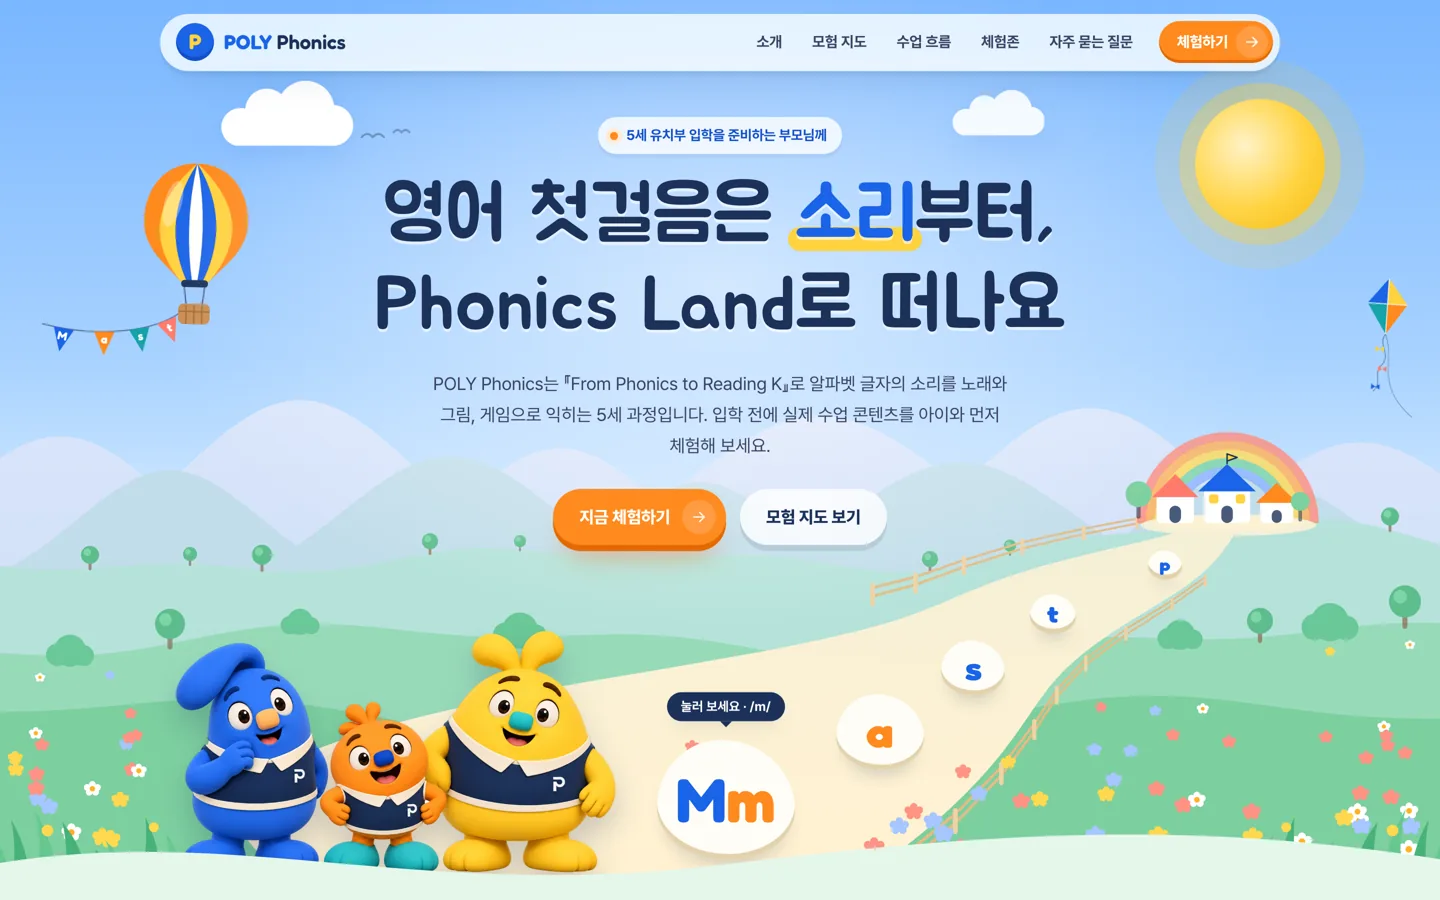 P POLY Phonics
소개 모험 지도 수업 흐름 체험존 자주 묻는 질문 체험하기 →
5세 유치부 입학을 준비하는 부모님께
영어 첫걸음은 소리부터,
Phonics Land로 떠나요
M a s t
POLY Phonics는 『From Phonics to Reading K』로 알파벳 글자의 소리를 노래와
그림, 게임으로 익히는 5세 과정입니다. 입학 전에 실제 수업 콘텐츠를 아이와 먼저
체험해 보세요.
지금 체험하기 →
모험 지도 보기
p
t
s
a
눌러 보세요 · /m/
Mm
P
P
P